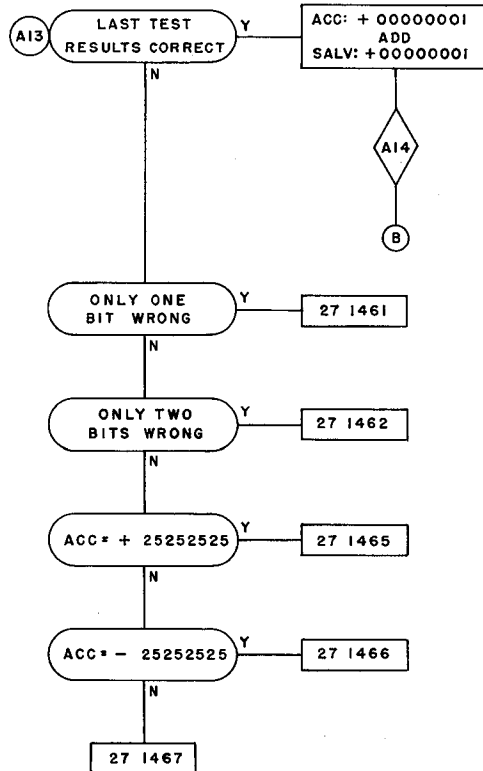 A13
LAST TEST
RESULTS CORRECT
Y
N
ACC: + 00000001
ADD
SALV: +00000001
A14
B
ONLY ONE
BIT WRONG
Y
N
27 1461
ONLY TWO
BITS WRONG
Y
N
27 1462
ACC= + 25252525
Y
N
27 1465
ACC= - 25252525
Y
N
27 1466
27 1467